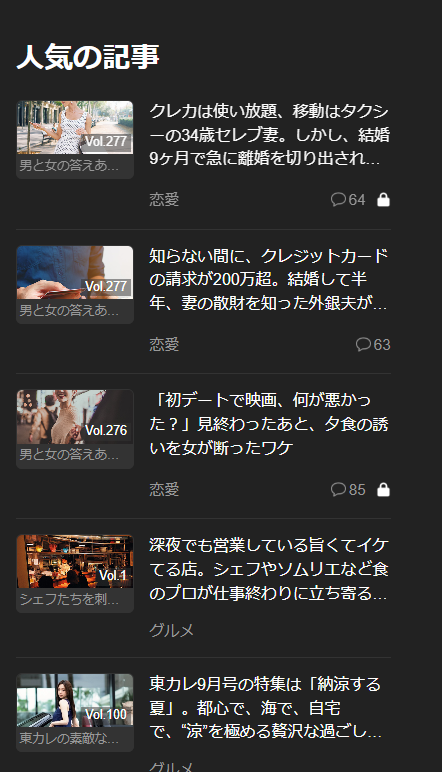 人気の記事
Vol.277
男と女の答えあ...
クレカは使い放題、移動はタクシ
ーの34歳セレブ妻。しかし、結婚
9ヶ月で急に離婚を切り出され...
恋愛
64
Vol.277
男と女の答えあ...
知らない間に、クレジットカード
の請求が200万超。結婚して半
年、妻の散財を知った外銀夫が...
恋愛
63
Vol.276
男と女の答えあ...
「初デートで映画、何が悪かっ
た？」見終わったあと、夕食の誘
いを女が断ったワケ
恋愛
85
Vol.1
シェフたちを刺...
深夜でも営業している旨くてイケ
てる店。シェフやソムリエなど食
のプロが仕事終わりに立ち寄る...
グルメ
Vol.100
東カレの素敵な...
東カレ9月号の特集は「納涼する
夏」。都心で、海で、自宅
で、“涼”を極める贅沢な過ごし...
グルメ